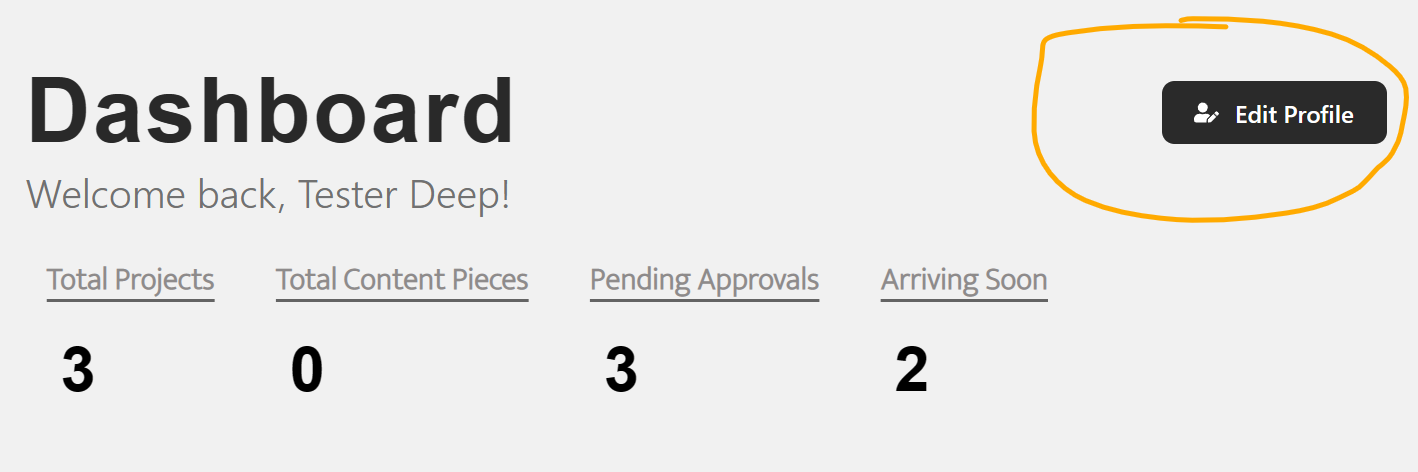 Dashboard
Edit Profile
Welcome back, Tester Deep!
Total Projects Total Content Pieces Pending Approvals Arriving Soon
3 0 3 2